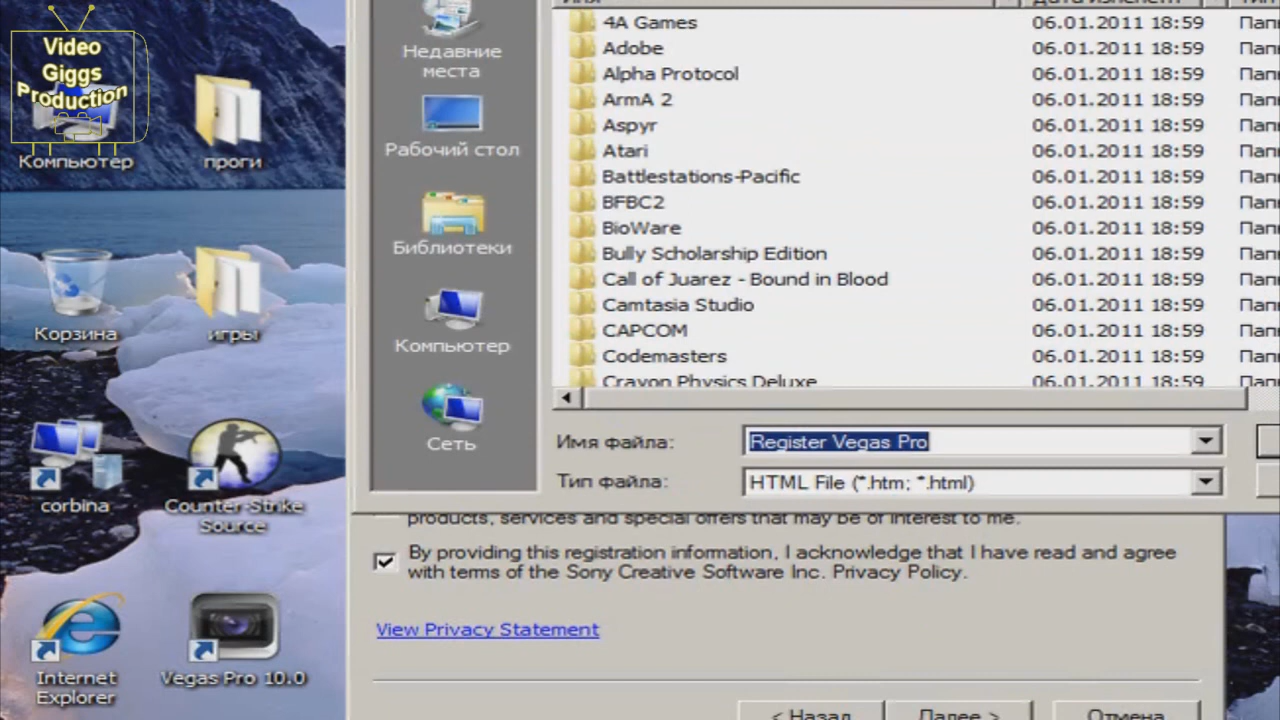 Video
Giggs
Production
Компьютер
проги
Корзина
игры
corbina
Counter-Strike
Source
Internet
Explorer
Vegas Pro 10.0
Недавние
места
Рабочий стол
Библиотеки
Компьютер
Сеть
4A Games 06.01.2011 18:59
Adobe 06.01.2011 18:59
Alpha Protocol 06.01.2011 18:59
ArmA 2 06.01.2011 18:59
Aspyr 06.01.2011 18:59
Atari 06.01.2011 18:59
Battlestations-Pacific 06.01.2011 18:59
BFBC2 06.01.2011 18:59
BioWare 06.01.2011 18:59
Bully Scholarship Edition 06.01.2011 18:59
Call of Juarez - Bound in Blood 06.01.2011 18:59
Camtasia Studio 06.01.2011 18:59
CAPCOM 06.01.2011 18:59
Codemasters 06.01.2011 18:59
Crayon Physics Deluxe 06.01.2011 18:59
Имя файла: Register Vegas Pro
Тип файла: HTML File (*.htm; *.html)
products, services and special offers that may be of interest to me.
By providing this registration information, I acknowledge that I have read and agree
with terms of the Sony Creative Software Inc. Privacy Policy.
View Privacy Statement
< Назад Далее > Отмена